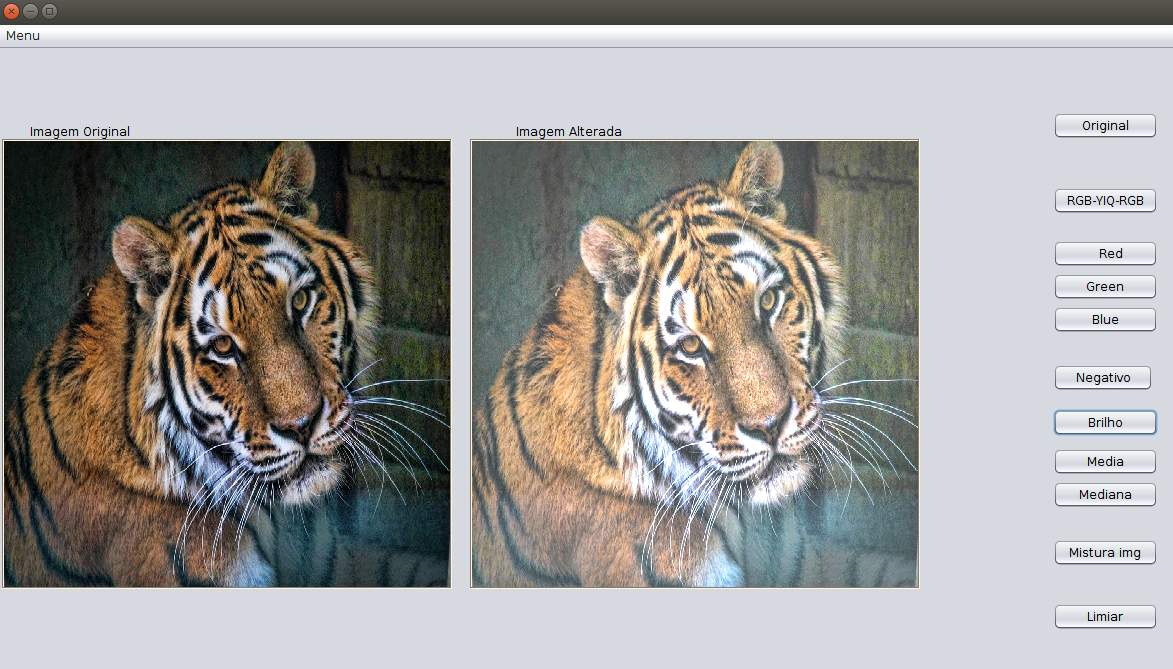 Menu
Imagem Original
Imagem Alterada
Original
RGB-YIQ-RGB
Red
Green
Blue
Negativo
Brilho
Media
Mediana
Mistura img
Limiar